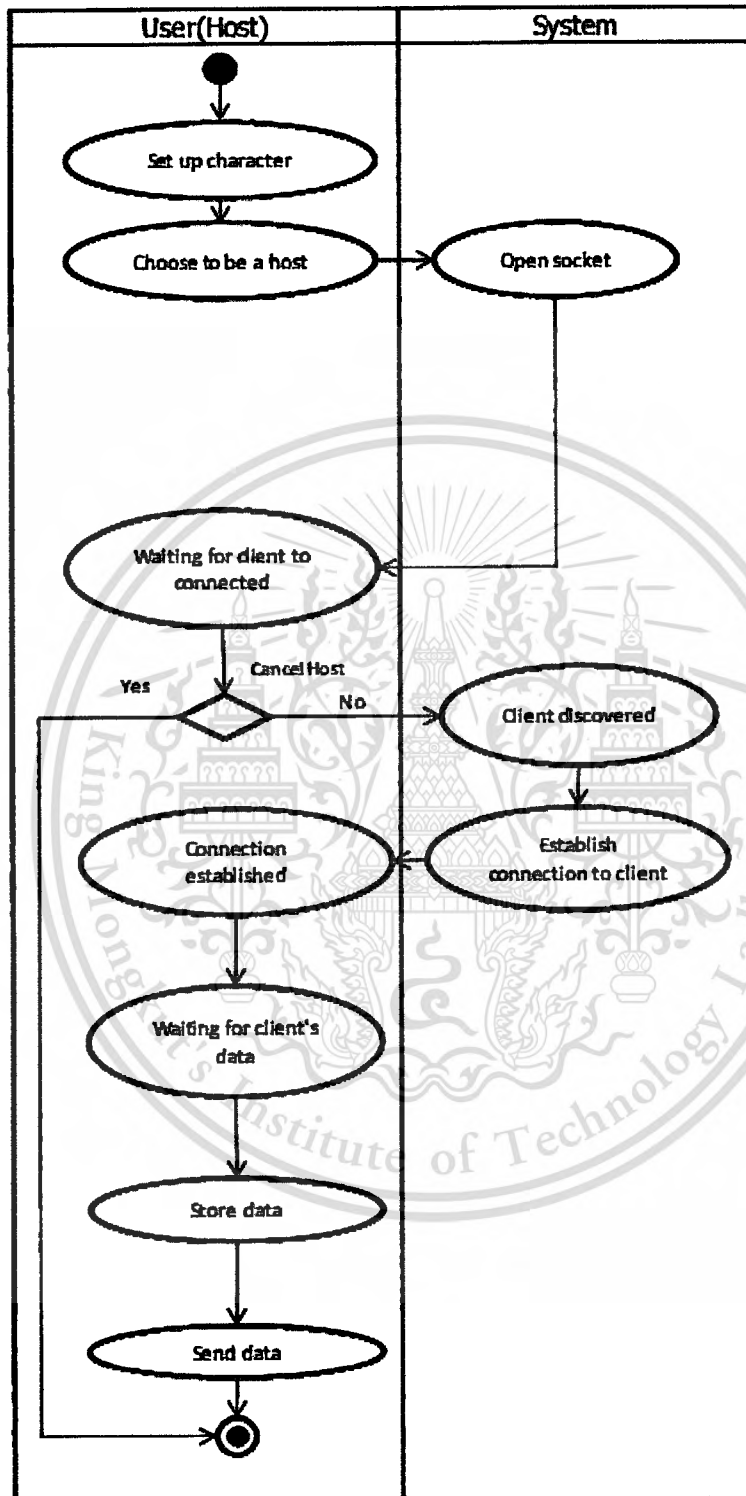 User(Host)
System
Set up character
Choose to be a host
Open socket
Waiting for client to
connected
Cancel Host
Yes
No
Client discovered
Connection
established
Establish
connection to client
Waiting for client's
data
Store data
Send data
King Mongkut's Institute of Technology